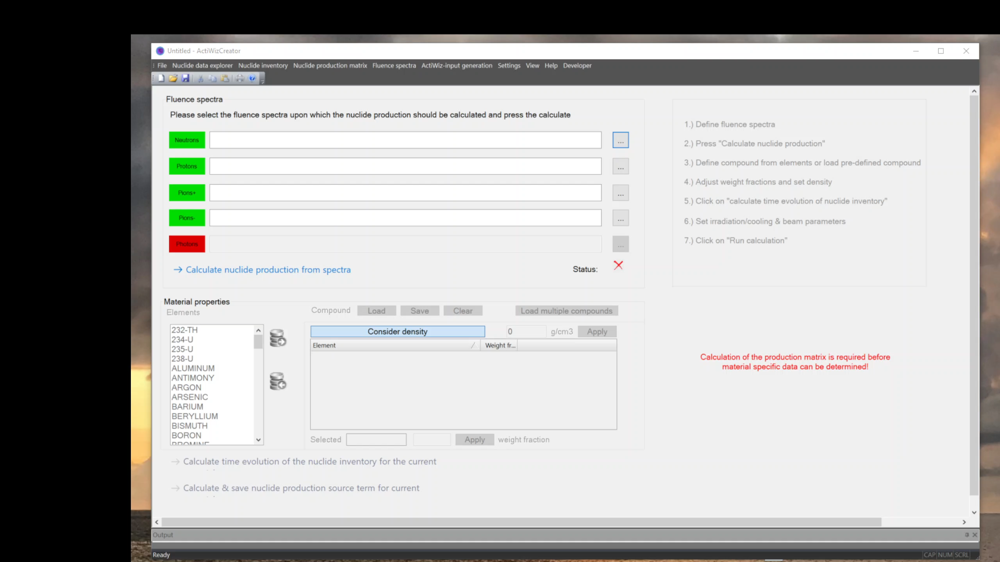 Untitled - ActiWizCreator
File Nuclide data explorer Nuclide inventory Nuclide production matrix Fluence spectra ActiWiz-input generation Settings View Help Developer
Fluence spectra
Please select the fluence spectra upon which the nuclide production should be calculated and press the calculate
Neutrons ...
Protons ...
Pions+ ...
Pions- ...
Photons ...
→ Calculate nuclide production from spectra
Status:
1.) Define fluence spectra
2.) Press "Calculate nuclide production"
3.) Define compound from elements or load pre-defined compound
4.) Adjust weight fractions and set density
5.) Click on "calculate time evolution of nuclide inventory"
6.) Set irradiation/cooling & beam parameters
7.) Click on "Run calculation"
Material properties
Elements
Compound Load Save Clear Load multiple compounds
Consider density 0 g/cm3 Apply
Element Weight fr...
232-TH
234-U
235-U
238-U
ALUMINUM
ANTIMONY
ARGON
ARSENIC
BARIUM
BERYLLIUM
BISMUTH
BORON
BROMINE
Selected Apply weight fraction
Calculation of the production matrix is required before
material specific data can be determined!
→ Calculate time evolution of the nuclide inventory for the current
→ Calculate & save nuclide production source term for current
Output
Ready
CAP NUM SCRL